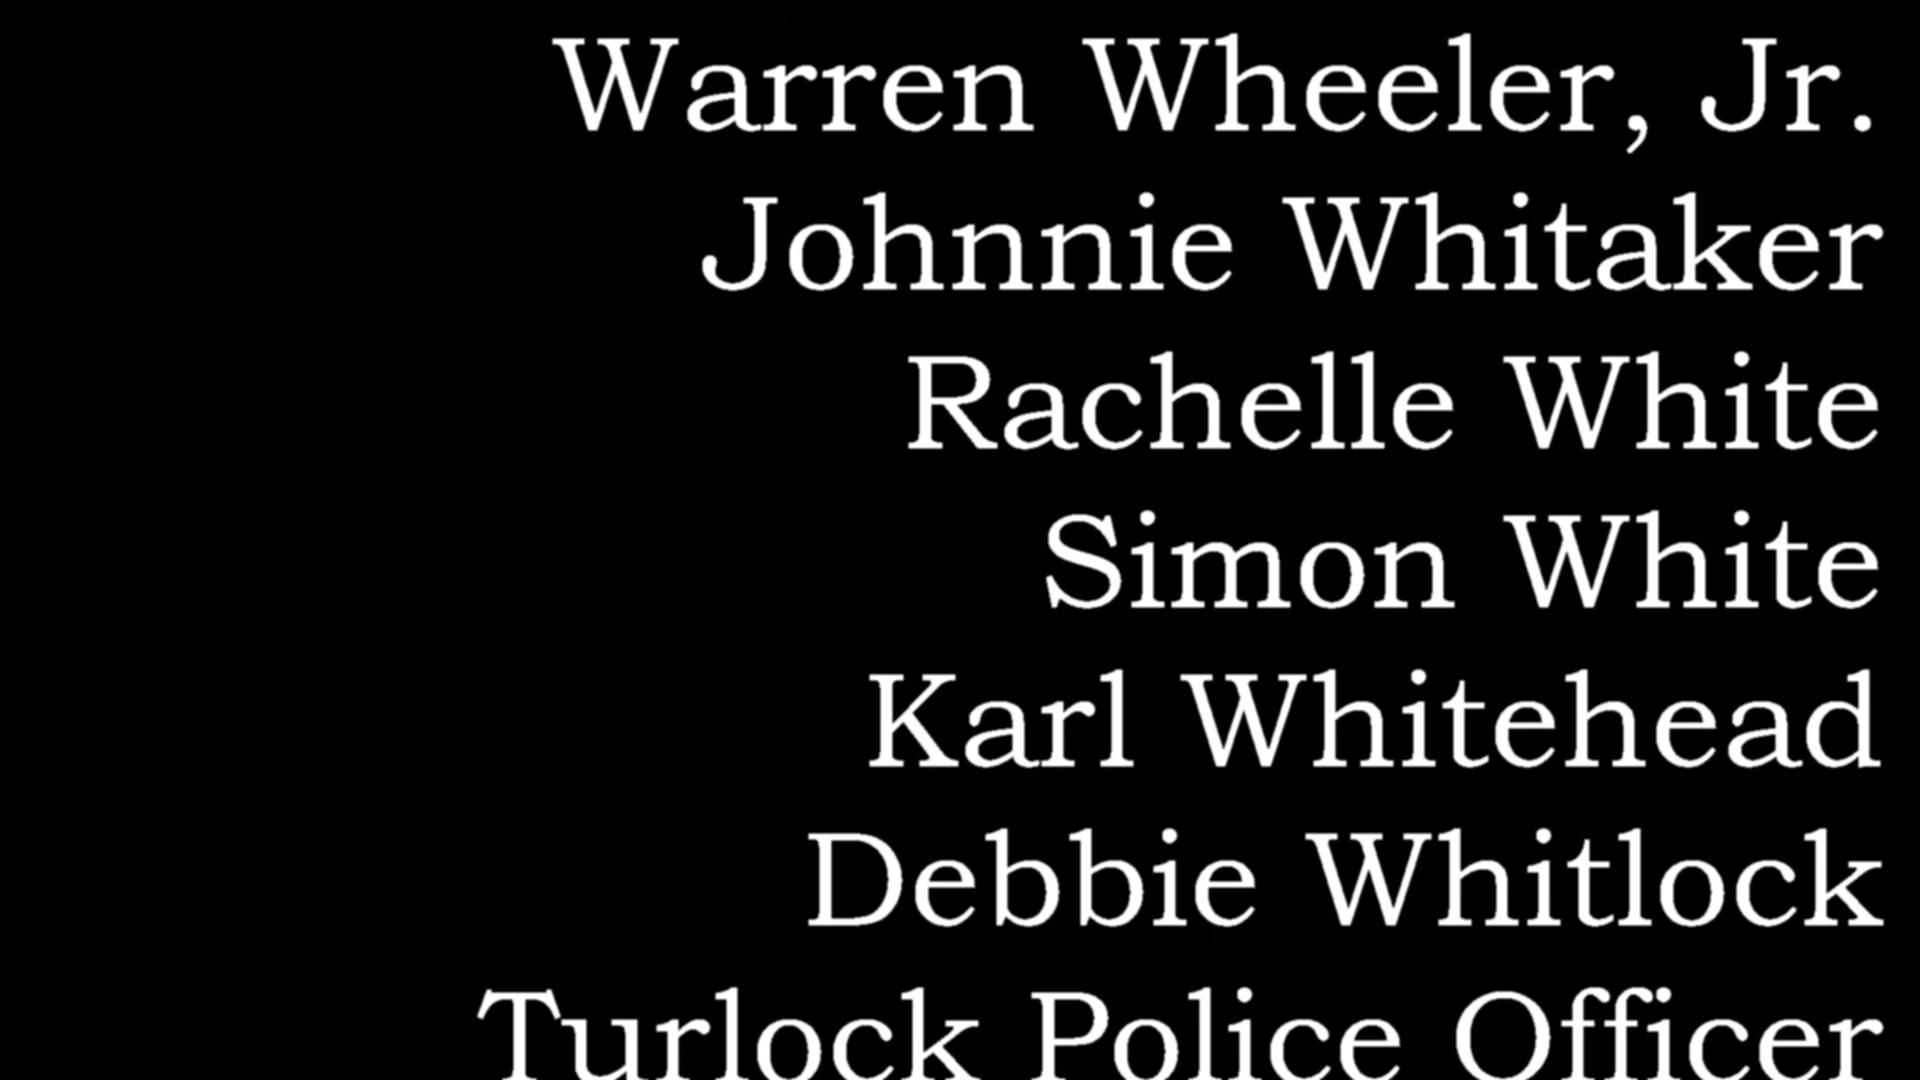 Warren Wheeler, Jr.
Johnnie Whitaker
Rachelle White
Simon White
Karl Whitehead
Debbie Whitlock
Turlock Police Officer